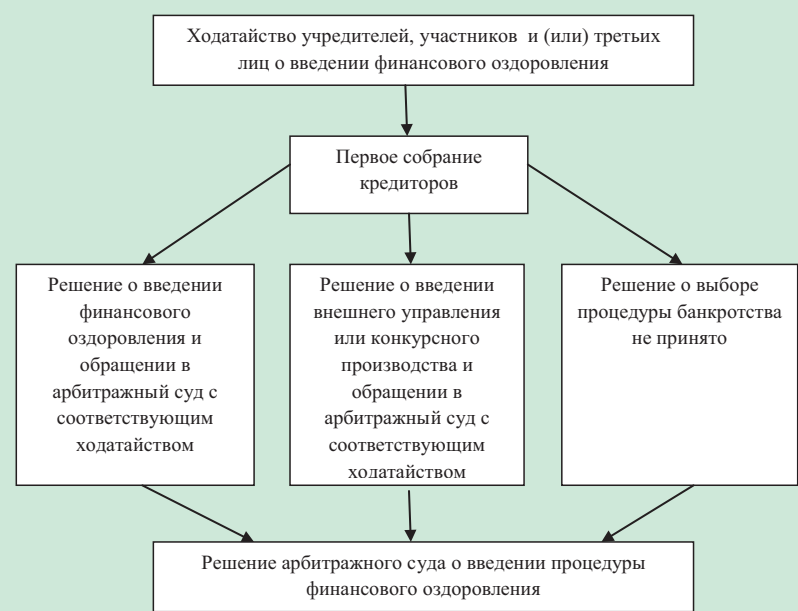 Ходатайство учредителей, участников и (или) третьих
лиц о введении финансового оздоровления
Первое собрание
кредиторов
Решение о введении
финансового
оздоровления и
обращении в
арбитражный суд с
соответствующим
ходатайством
Решение о введении
внешнего управления
или конкурсного
производства и
обращении в
арбитражный суд с
соответствующим
ходатайством
Решение о выборе
процедуры банкротства
не принято
Решение арбитражного суда о введении процедуры
финансового оздоровления